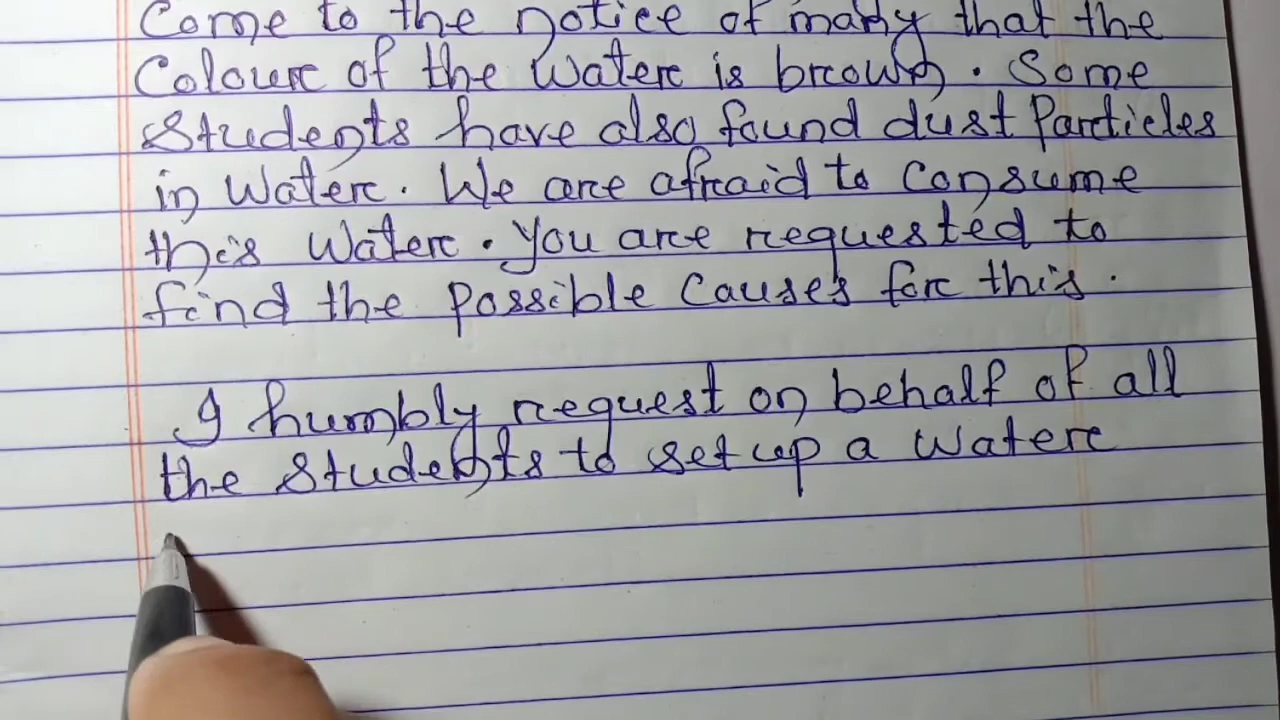 Come to the notice of many that the
Colour of the Water is brown. Some
Students have also found dust Particles
in Water. We are afraid to Consume
this Water. You are requested to
find the Possible Causes for this.
I humbly request on behalf of all
the Students to set up a Water